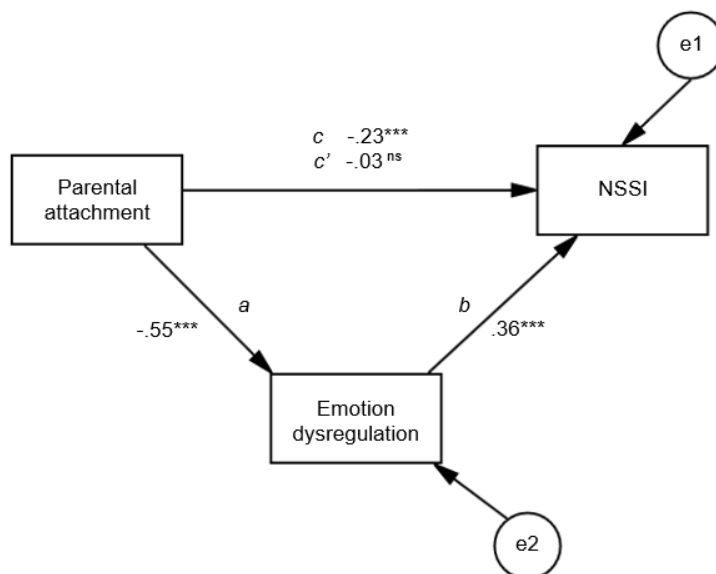 e1
c -.23***
c’ -.03 ns
Parental
attachment
NSSI
a
-.55***
b
.36***
Emotion
dysregulation
e2